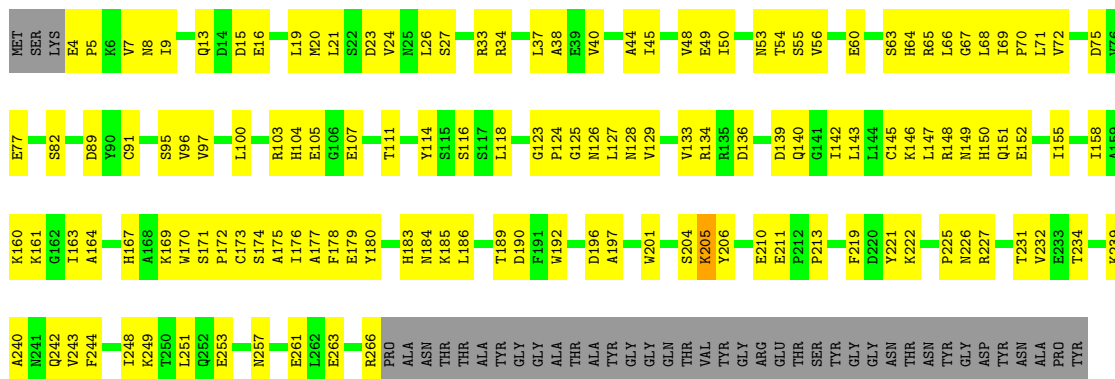 MET SER LYS E4 P5 K6 V7 N8 I9 Q13 D14 D15 E16 L19 M20 L21 S22 D23 V24 N25 L26 S27 R33 R34 L37 A38 E39 V40 A44 I45 V48 E49 I50 N53 T54 S55 V56 E60 S63 H64 R65 L66 G67 L68 I69 P70 L71 V72 D75 V76
E77 S82 D89 Y90 C91 S95 V96 V97 L100 R103 H104 E105 G106 E107 T111 Y114 S115 S116 S117 L118 G123 P124 G125 N126 L127 N128 V129 V133 R134 R135 D136 D139 Q140 G141 I142 L143 L144 C145 K146 L147 R148 N149 H150 Q151 E152 I155 I158 A159
K160 K161 G162 I163 A164 H167 A168 K169 W170 S171 P172 C173 S174 A175 I176 A177 F178 E179 Y180 H183 N184 K185 L186 T189 D190 F191 W192 D196 A197 W201 S204 K205 Y206 E210 E211 P212 P213 F219 D220 Y221 K222 P225 N226 R227 T231 V232 E233 T234 K239
A240 N241 Q242 V243 F244 I248 K249 T250 L251 Q252 E253 N257 E261 L262 E263 R266 PRO ALA ASN THR THR ALA TYR GLY GLY ALA THR ALA TYR GLY GLY GLN THR VAL TYR GLY ARG GLU THR SER TYR GLY GLY ASN THR ASN TYR GLY ASP TYR ASN ALA PRO TYR